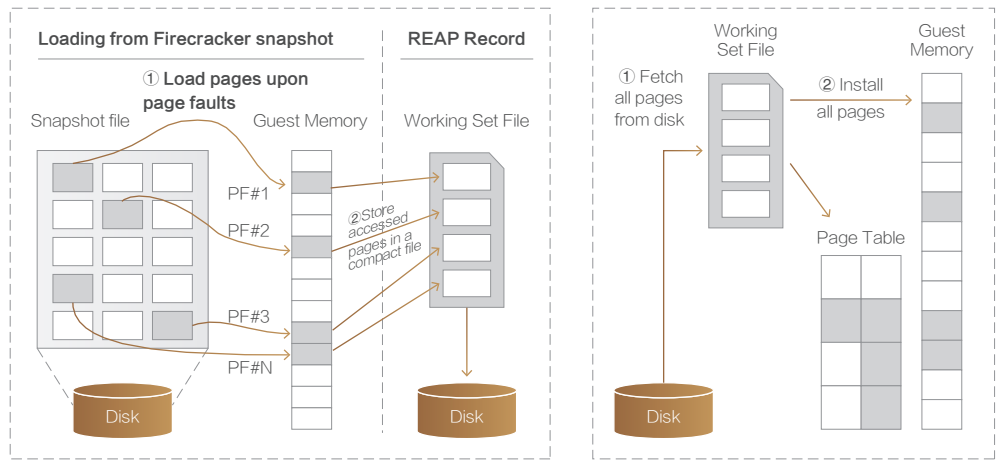 Loading from Firecracker snapshot
REAP Record
① Load pages upon
page faults
Snapshot file
Guest Memory
Working Set File
PF#1
PF#2
②Store
accessed
pages in a
compact file
PF#3
PF#N
Disk
Disk
Working
Set File
Guest
Memory
① Fetch
all pages
from disk
② Install
all pages
Page Table
Disk